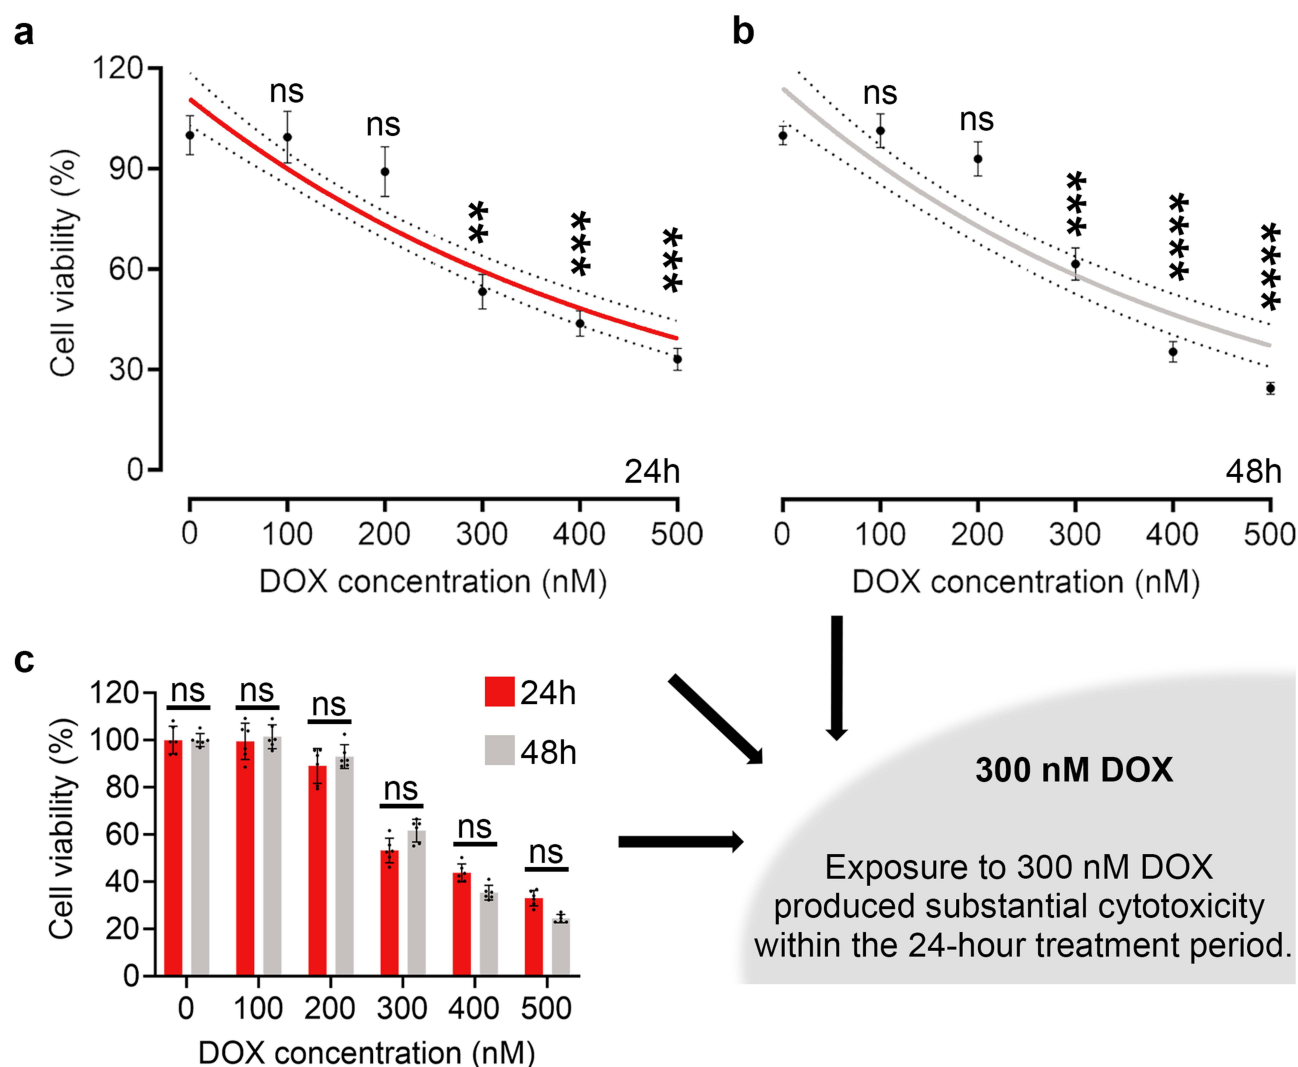 a
120
90
60
30
0
Cell viability (%)
ns
ns
**
***
***
24h
0 100 200 300 400 500
DOX concentration (nM)
b
ns
ns
***
****
****
48h
0 100 200 300 400 500
DOX concentration (nM)
c
120
100
80
60
40
20
0
Cell viability (%)
ns
ns
ns
ns
ns
ns
24h
48h
0 100 200 300 400 500
DOX concentration (nM)
300 nM DOX
Exposure to 300 nM DOX
produced substantial cytotoxicity
within the 24-hour treatment period.